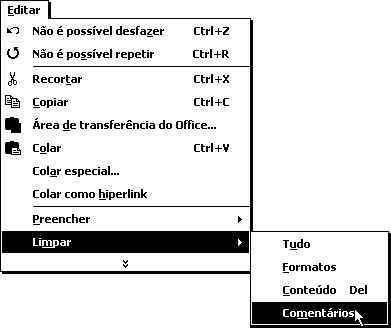 Editar
Não é possível desfazer Ctrl+Z
Não é possível repetir Ctrl+R
Recortar Ctrl+X
Copiar Ctrl+C
Área de transferência do Office...
Colar Ctrl+V
Colar especial...
Colar como hiperlink
Preencher
Limpar
Tudo
Formatos
Conteúdo Del
Comentários